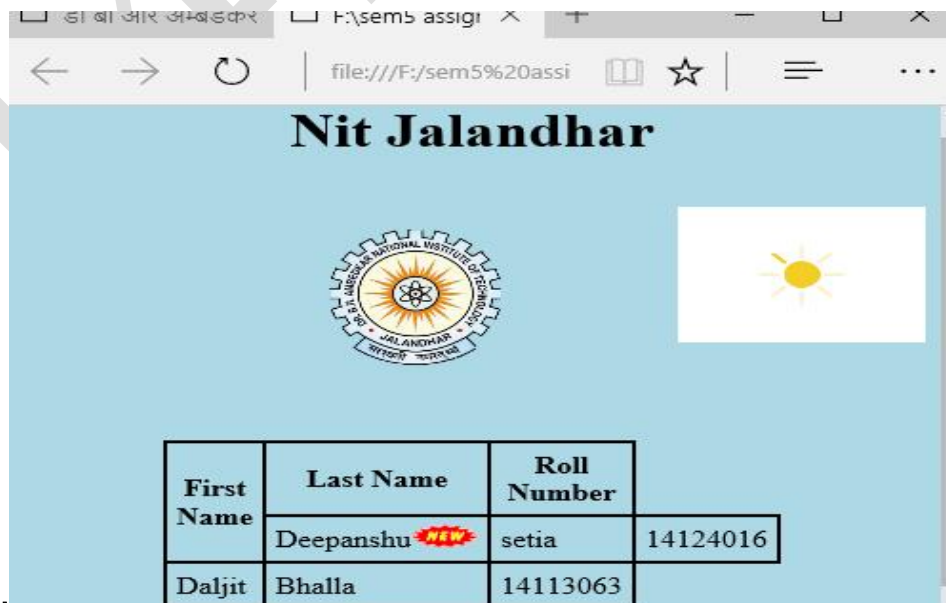 डॉ बी आर अम्बेडकर F:\sem5 assig
file:///F:/sem5%20assi
Nit Jalandhar
JALANDHAR
First Name Last Name Roll Number
Deepanshu NEW setia 14124016
Daljit Bhalla 14113063